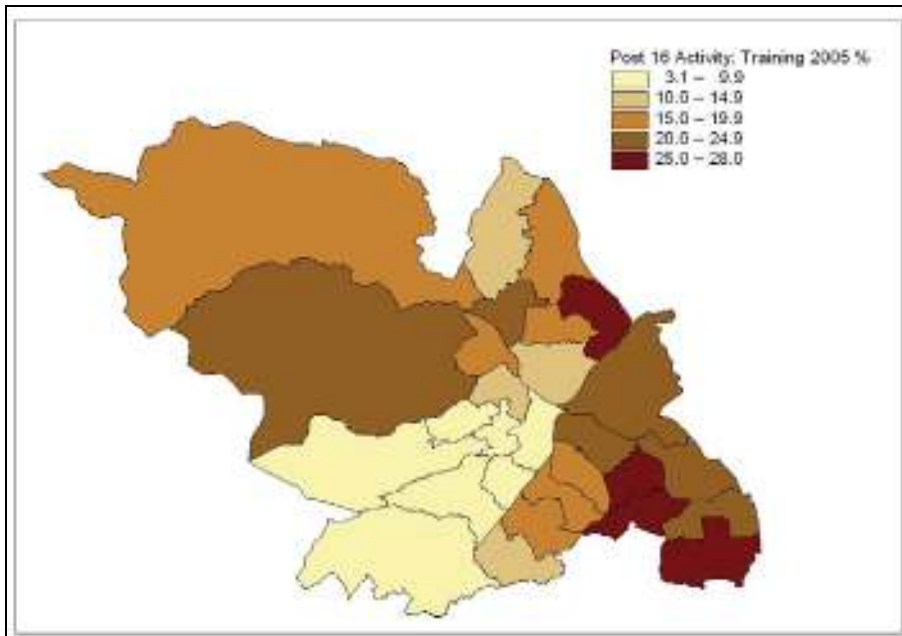 Post 16 Activity: Training 2005 %
3.1 – 9.9
10.0 – 14.9
15.0 – 19.9
20.0 – 24.9
25.0 – 28.0